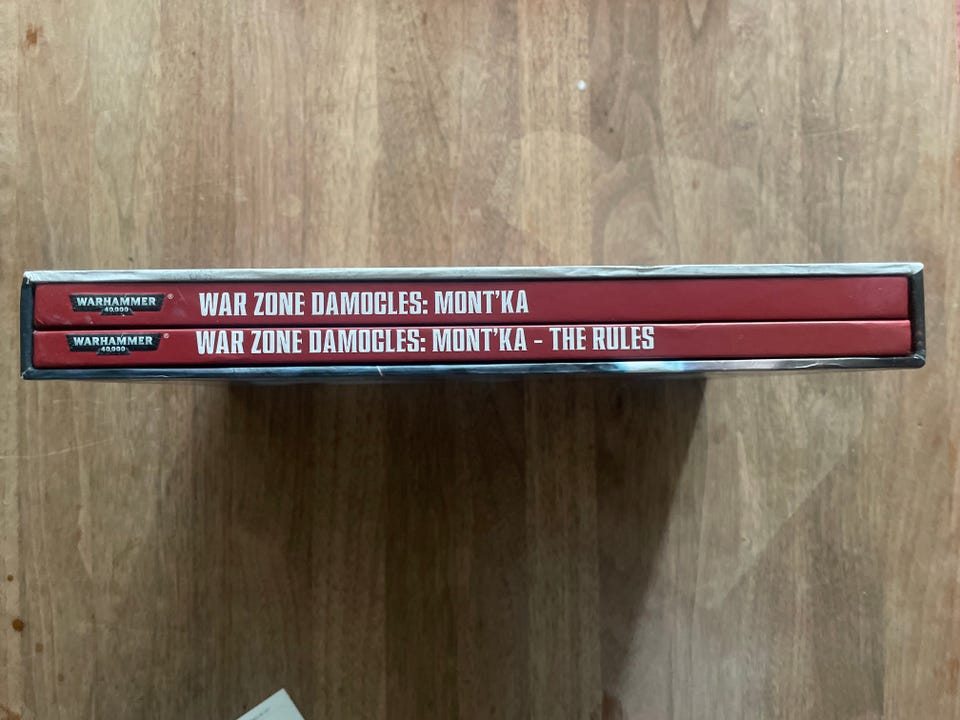 WARHAMMER
40,000
®
WAR ZONE DAMOCLES: MONT'KA
WARHAMMER
40,000
®
WAR ZONE DAMOCLES: MONT'KA - THE RULES